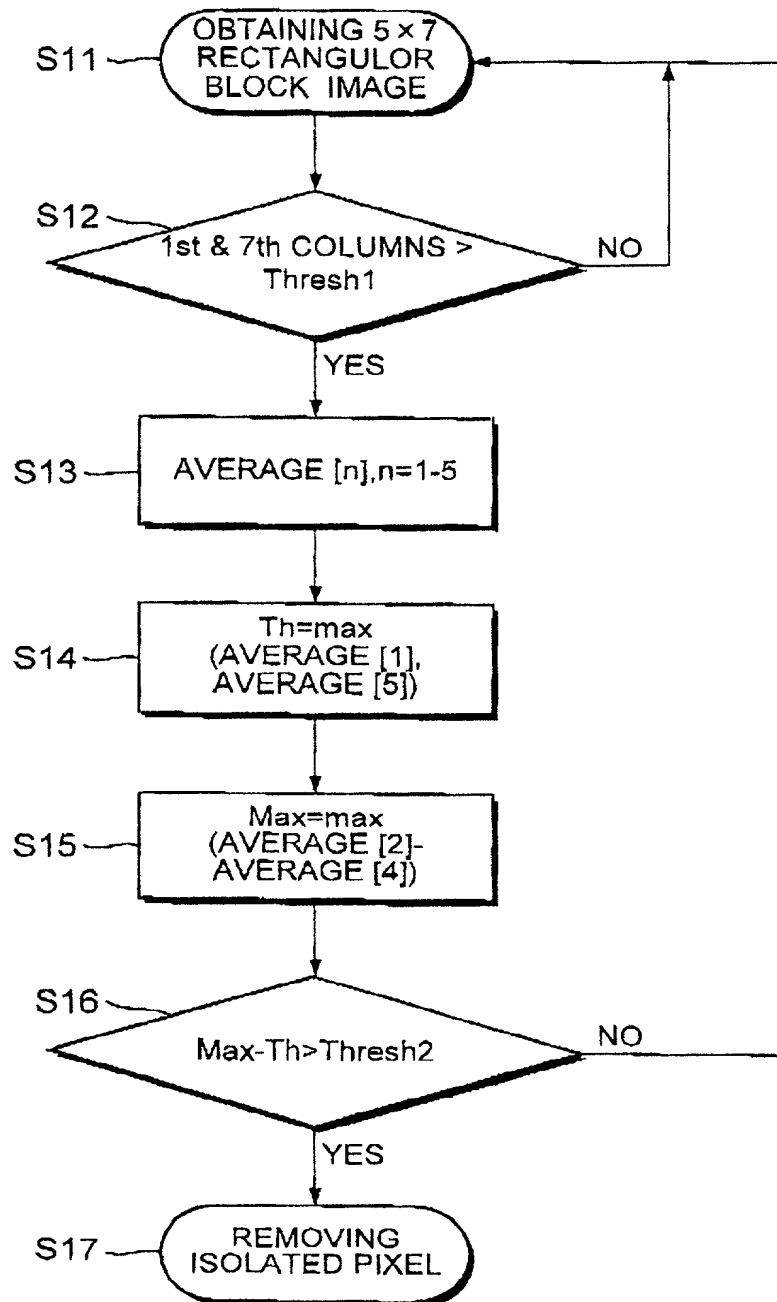 S11
OBTAINING 5×7
RECTANGULOR
BLOCK IMAGE
S12
1st & 7th COLUMNS >
Thresh1
NO
YES
S13
AVERAGE [n],n=1-5
S14
Th=max
(AVERAGE [1],
AVERAGE [5])
S15
Max=max
(AVERAGE [2]-
AVERAGE [4])
S16
Max-Th>Thresh2
NO
YES
S17
REMOVING
ISOLATED PIXEL